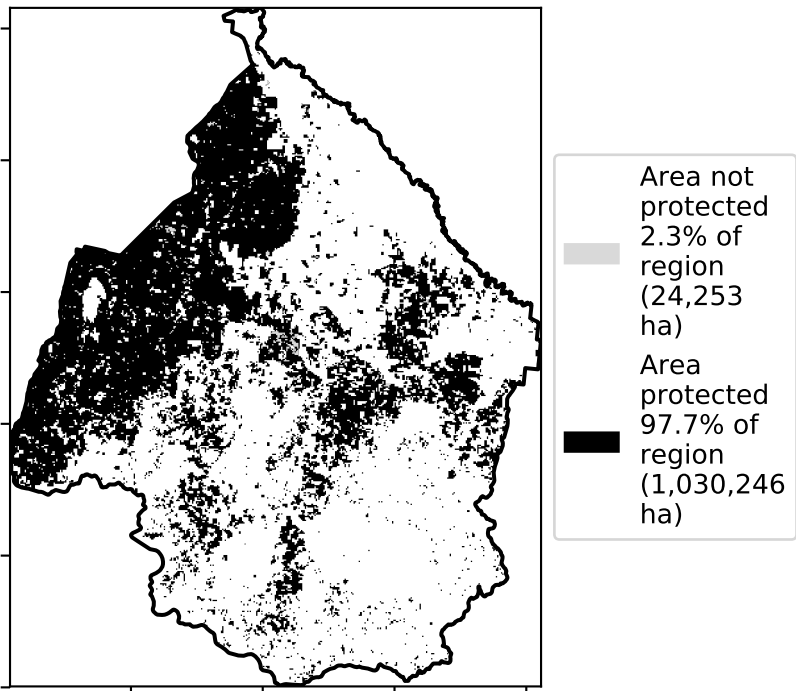 Area not
protected
2.3% of
region
(24,253
ha)
Area
protected
97.7% of
region
(1,030,246
ha)